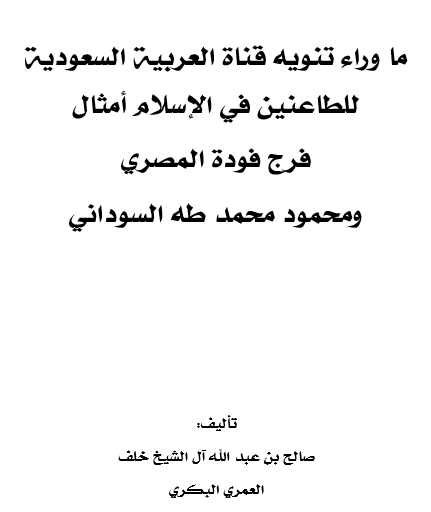 ما وراء تنويه قناة العربية السعودية
للطاعنين في الإسلام أمثال
فرج فودة المصري
ومحمود محمد طه السوداني
تأليف:
صالح بن عبد الله آل الشيخ خلف
العمري البكري